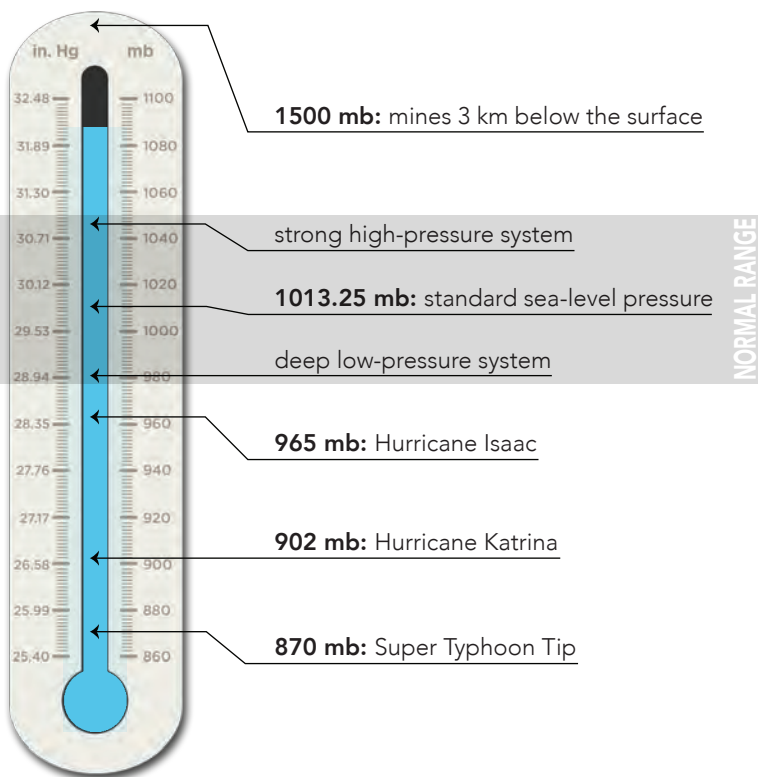 in. Hg mb
32.48 1100
1500 mb: mines 3 km below the surface
31.89 1080
31.30 1060
strong high-pressure system
30.71 1040
30.12 1020
1013.25 mb: standard sea-level pressure
29.53 1000
deep low-pressure system
28.94 980
28.35 960
965 mb: Hurricane Isaac
27.76 940
27.17 920
902 mb: Hurricane Katrina
26.58 900
25.99 880
870 mb: Super Typhoon Tip
25.40 860
NORMAL RANGE